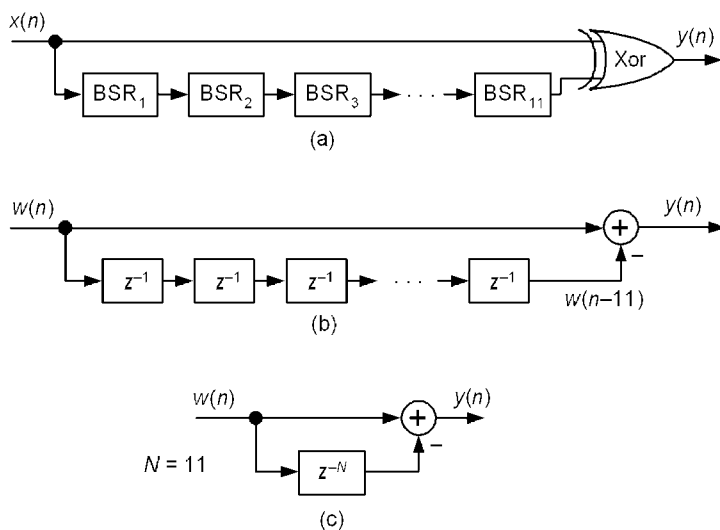 x(n)
y(n)
Xor
BSR₁ BSR₂ BSR₃ · · · · BSR₁₁
(a)
w(n)
y(n)
+
–
z⁻¹ z⁻¹ z⁻¹ · · · · z⁻¹
w(n–11)
(b)
w(n)
y(n)
+
–
N = 11
z⁻ᴺ
(c)